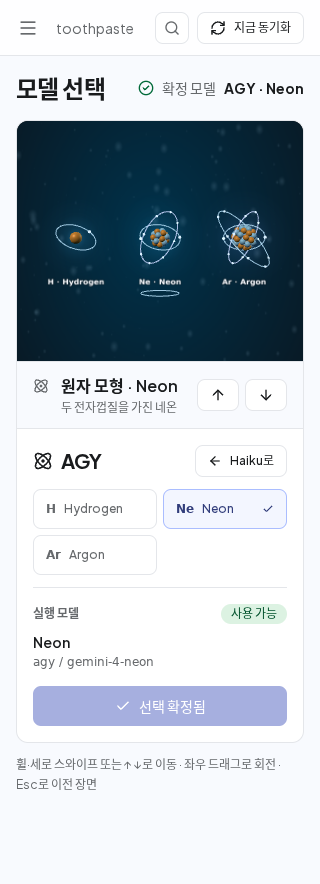 toothpaste
지금 동기화
모델 선택
확정 모델 AGY · Neon
H · Hydrogen
Ne · Neon
Ar · Argon
원자 모형 · Neon
두 전자껍질을 가진 네온
AGY
Haiku로
H Hydrogen
Ne Neon
Ar Argon
실행 모델
사용 가능
Neon
agy / gemini-4-neon
선택 확정됨
휠·세로 스와이프 또는 ↑↓로 이동 · 좌우 드래그로 회전 ·
Esc로 이전 장면